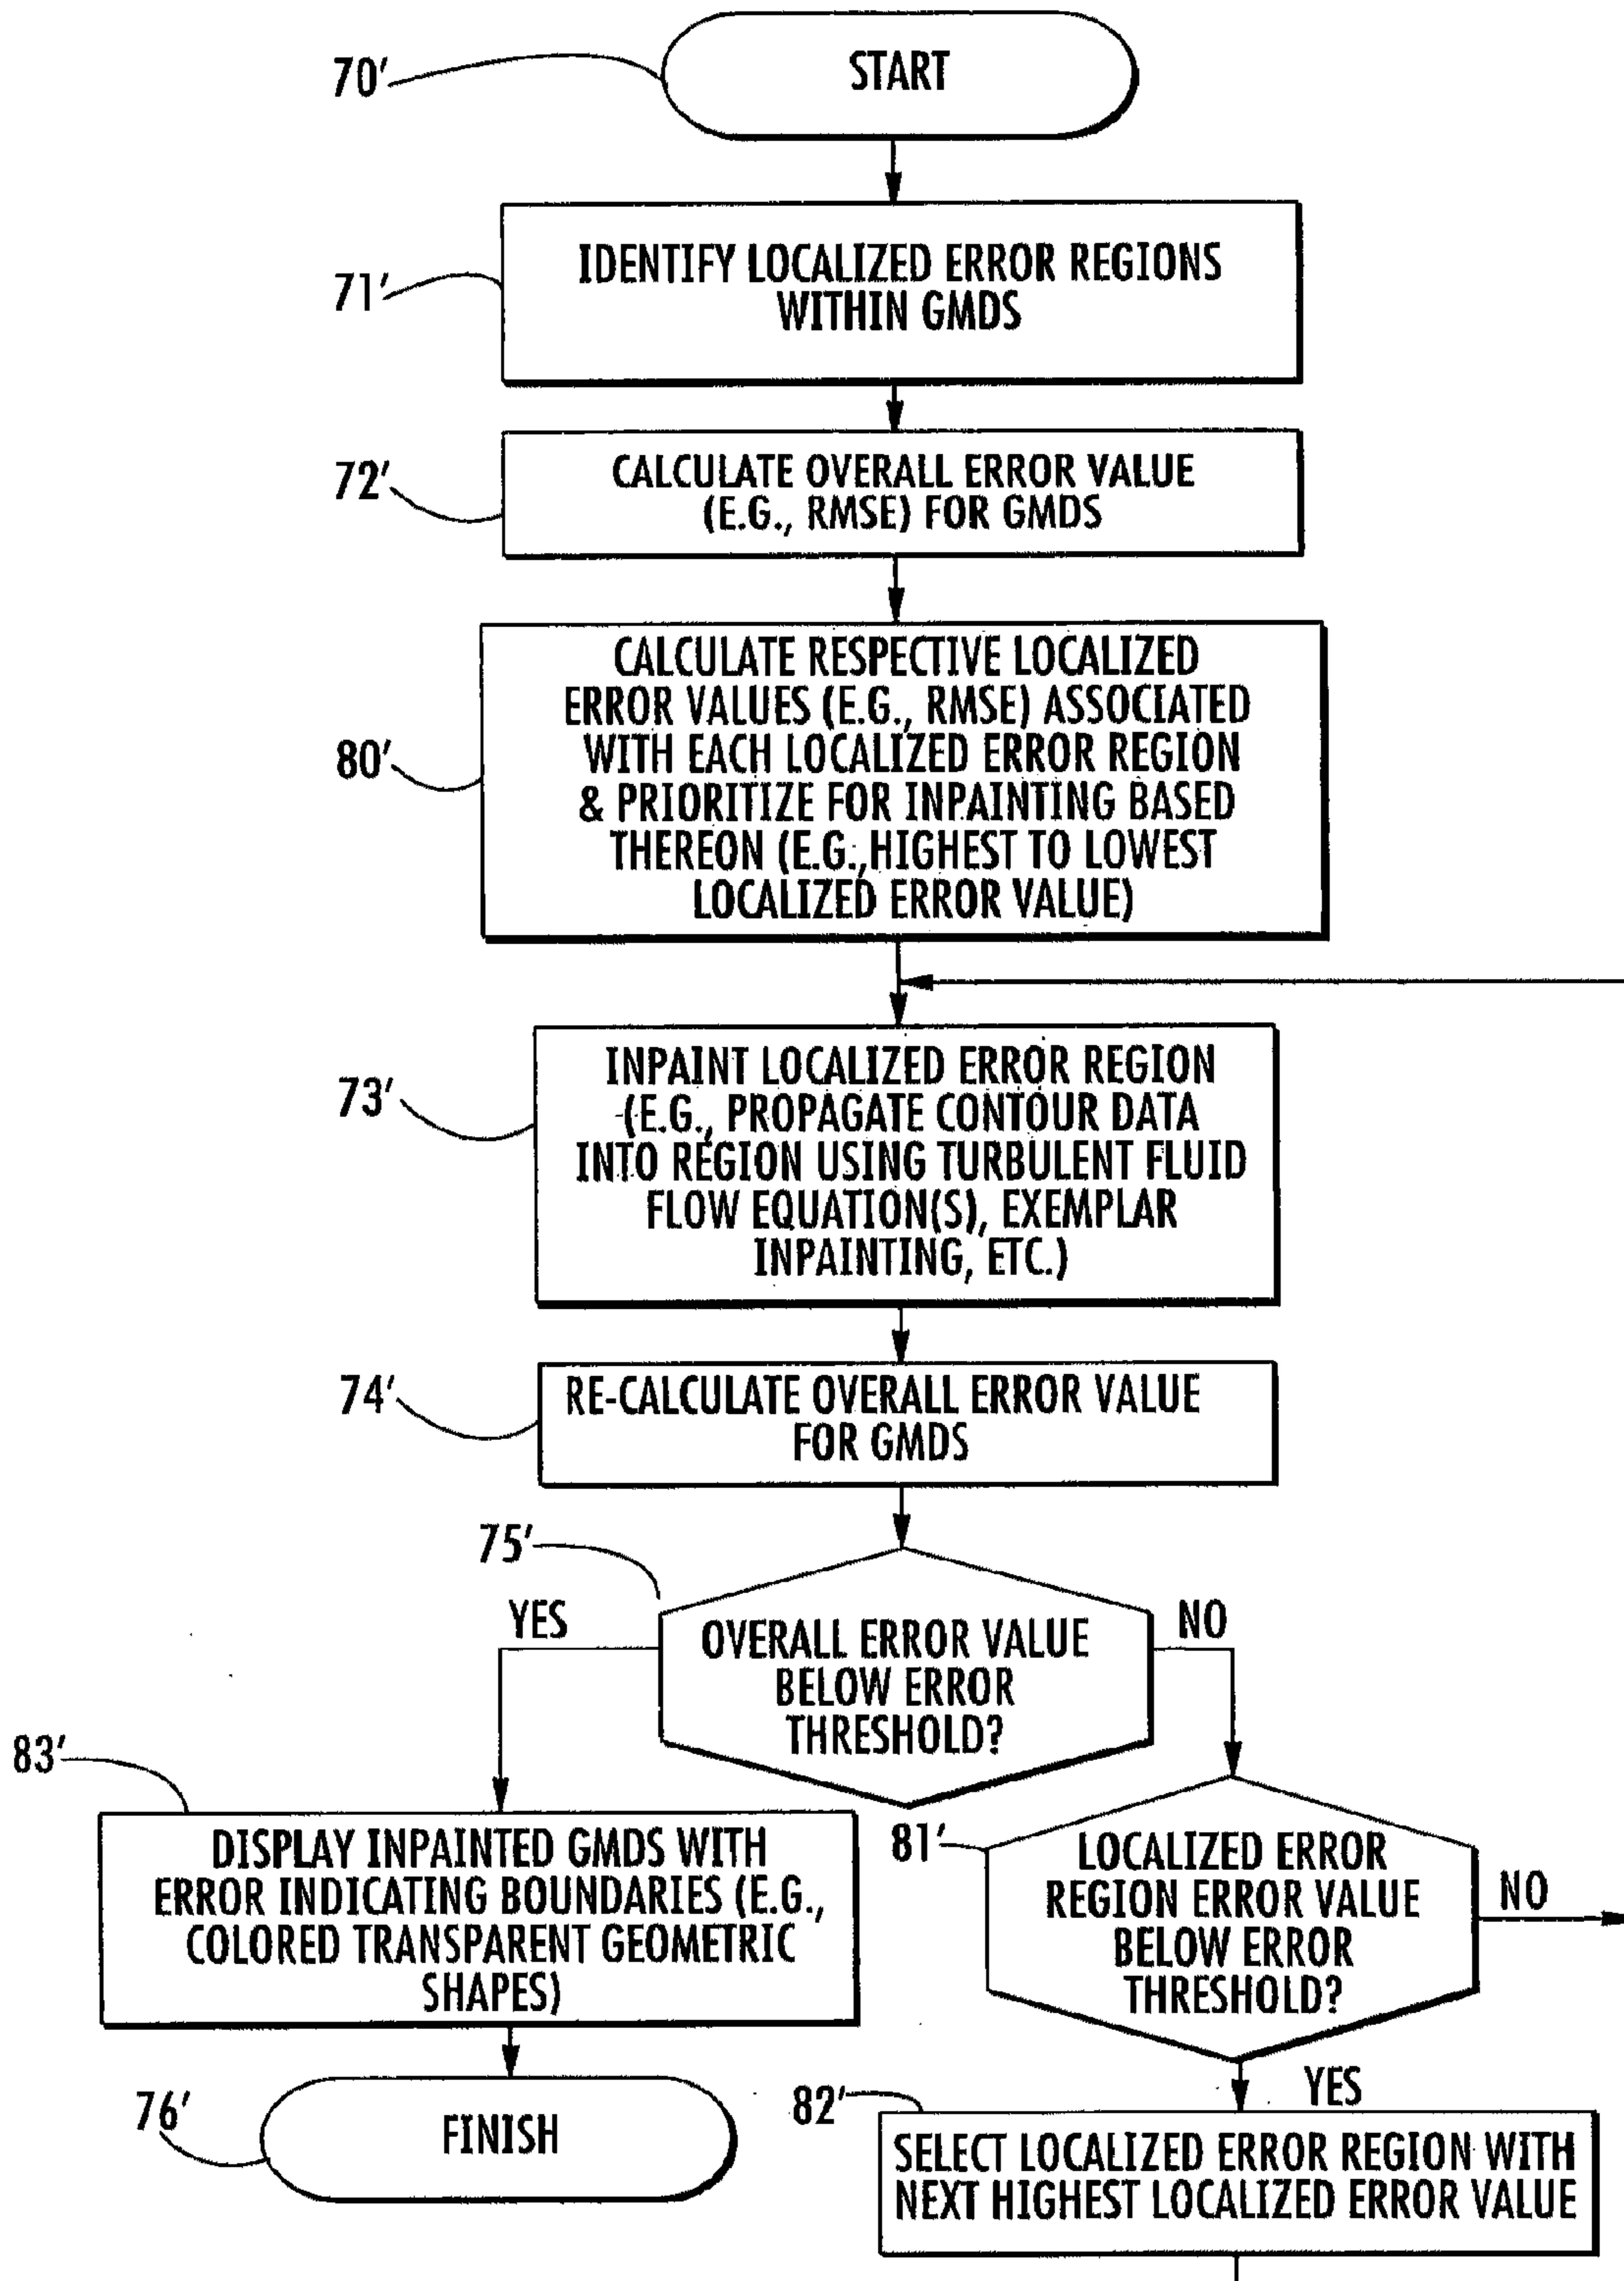 70'
START
71'
IDENTIFY LOCALIZED ERROR REGIONS
WITHIN GMDS
72'
CALCULATE OVERALL ERROR VALUE
(E.G., RMSE) FOR GMDS
80'
CALCULATE RESPECTIVE LOCALIZED
ERROR VALUES (E.G., RMSE) ASSOCIATED
WITH EACH LOCALIZED ERROR REGION
& PRIORITIZE FOR INPAINTING BASED
THEREON (E.G.,HIGHEST TO LOWEST
LOCALIZED ERROR VALUE)
73'
INPAINT LOCALIZED ERROR REGION
(E.G., PROPAGATE CONTOUR DATA
INTO REGION USING TURBULENT FLUID
FLOW EQUATION(S), EXEMPLAR
INPAINTING, ETC.)
74'
RE-CALCULATE OVERALL ERROR VALUE
FOR GMDS
75'
YES
NO
OVERALL ERROR VALUE
BELOW ERROR
THRESHOLD?
83'
DISPLAY INPAINTED GMDS WITH
ERROR INDICATING BOUNDARIES (E.G.,
COLORED TRANSPARENT GEOMETRIC
SHAPES)
81'
LOCALIZED ERROR
REGION ERROR VALUE
BELOW ERROR
THRESHOLD?
NO
YES
76'
FINISH
82'
SELECT LOCALIZED ERROR REGION WITH
NEXT HIGHEST LOCALIZED ERROR VALUE